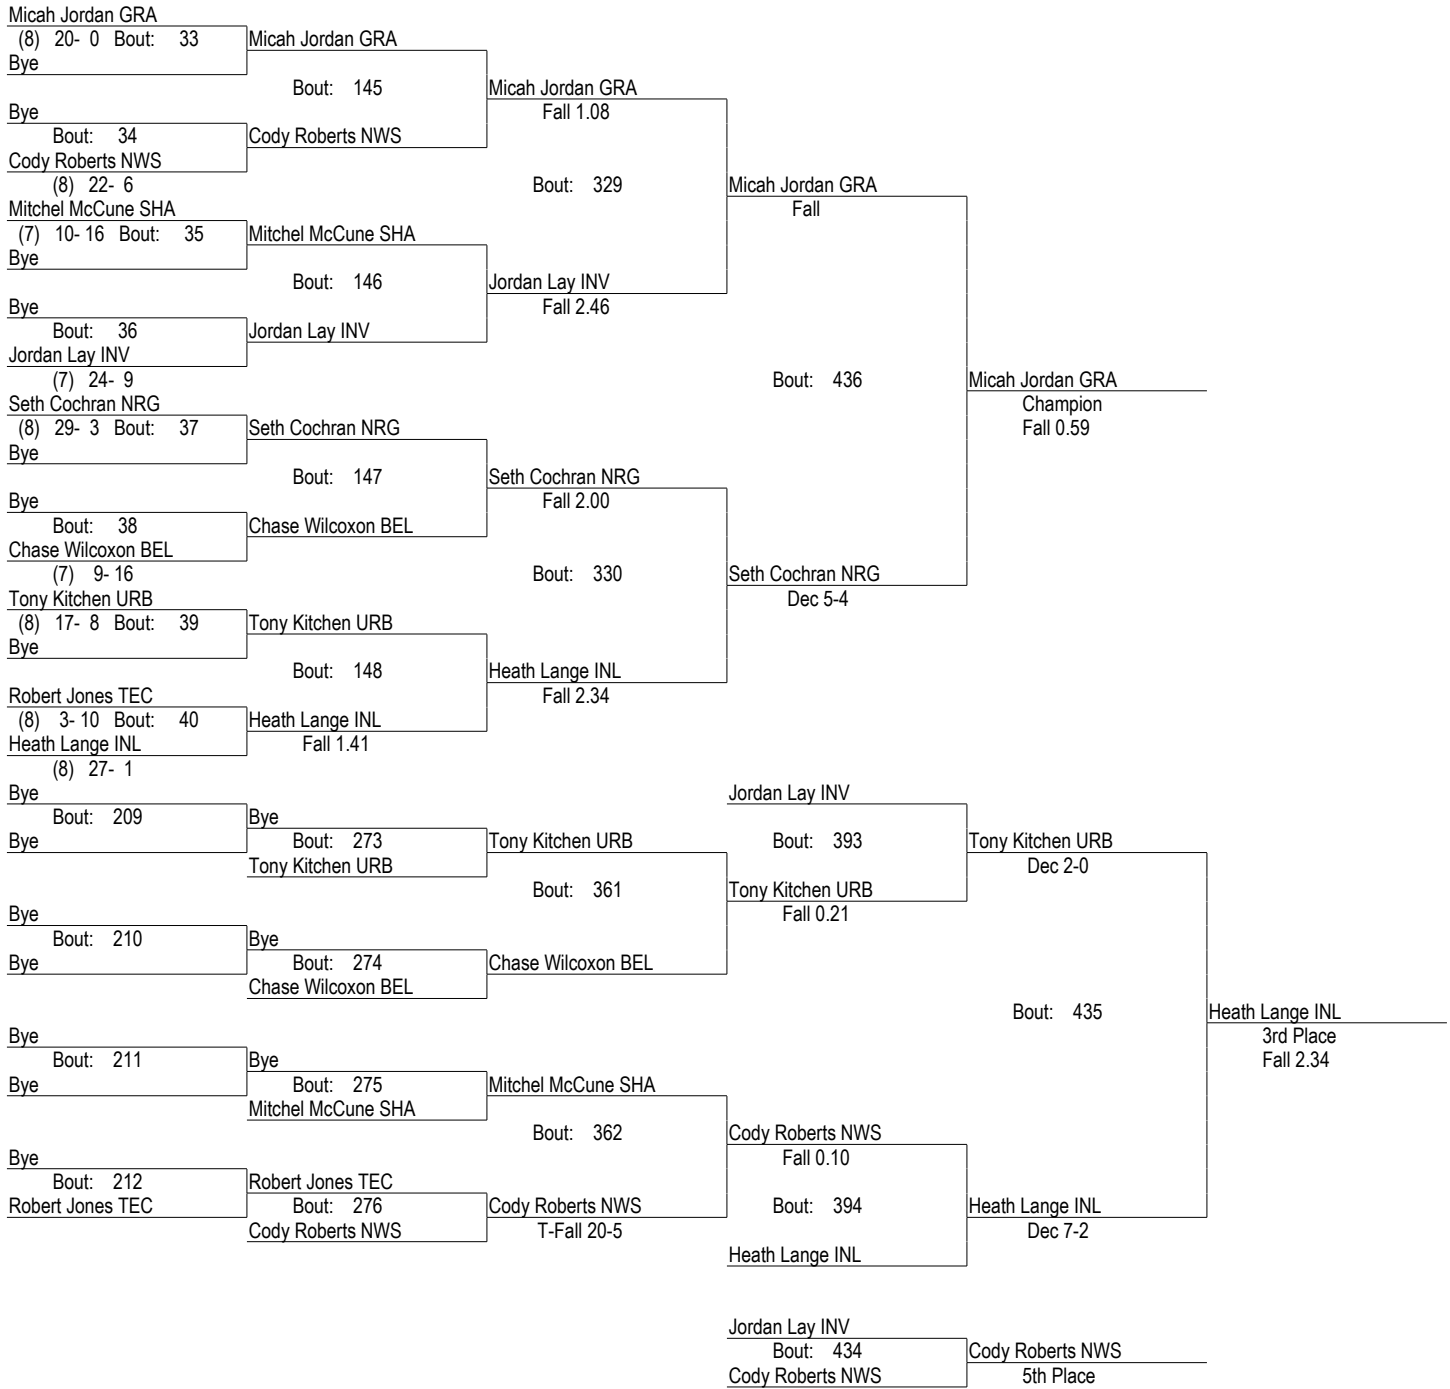 Micah Jordan GRA
(8) 20- 0 Bout: 33 Micah Jordan GRA
Bye
Bout: 145 Micah Jordan GRA
Bye Fall 1.08
Bout: 34 Cody Roberts NWS
Cody Roberts NWS
(8) 22- 6 Bout: 329 Micah Jordan GRA
Mitchel McCune SHA Fall
(7) 10- 16 Bout: 35 Mitchel McCune SHA
Bye
Bout: 146 Jordan Lay INV
Bye Fall 2.46
Bout: 36 Jordan Lay INV
Jordan Lay INV
(7) 24- 9 Bout: 436 Micah Jordan GRA
Seth Cochran NRG Champion
(8) 29- 3 Bout: 37 Seth Cochran NRG Fall 0.59
Bye
Bout: 147 Seth Cochran NRG
Bye Fall 2.00
Bout: 38 Chase Wilcoxon BEL
Chase Wilcoxon BEL
(7) 9- 16 Bout: 330 Seth Cochran NRG
Tony Kitchen URB Dec 5-4
(8) 17- 8 Bout: 39 Tony Kitchen URB
Bye
Bout: 148 Heath Lange INL
Robert Jones TEC Fall 2.34
(8) 3- 10 Bout: 40 Heath Lange INL
Heath Lange INL Fall 1.41
(8) 27- 1
Bye Jordan Lay INV
Bout: 209 Bye
Bye Bout: 273 Tony Kitchen URB Bout: 393 Tony Kitchen URB
Tony Kitchen URB Dec 2-0
Bout: 361 Tony Kitchen URB
Bye Fall 0.21
Bout: 210 Bye
Bye Bout: 274 Chase Wilcoxon BEL
Chase Wilcoxon BEL
Bout: 435 Heath Lange INL
Bye 3rd Place
Bout: 211 Bye Fall 2.34
Bye Bout: 275 Mitchel McCune SHA
Mitchel McCune SHA
Bout: 362 Cody Roberts NWS
Bye Fall 0.10
Bout: 212 Robert Jones TEC
Robert Jones TEC Bout: 276 Cody Roberts NWS Bout: 394 Heath Lange INL
Cody Roberts NWS T-Fall 20-5 Dec 7-2
Heath Lange INL
Jordan Lay INV
Bout: 434 Cody Roberts NWS
Cody Roberts NWS 5th Place